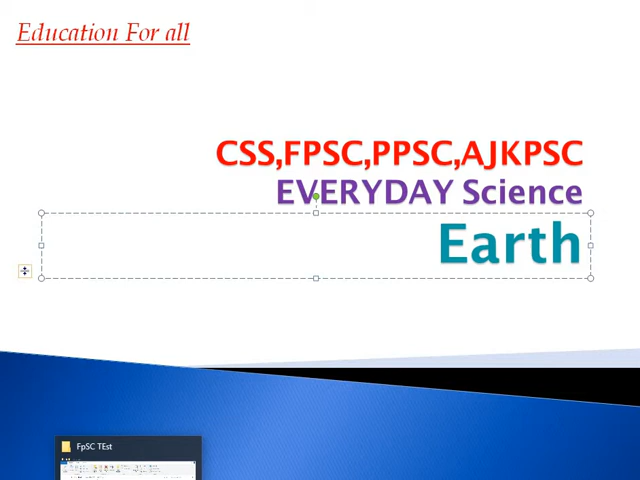 Education For all
CSS,FPSC,PPSC,AJKPSC
EVERYDAY Science
Earth
FpSC TEst